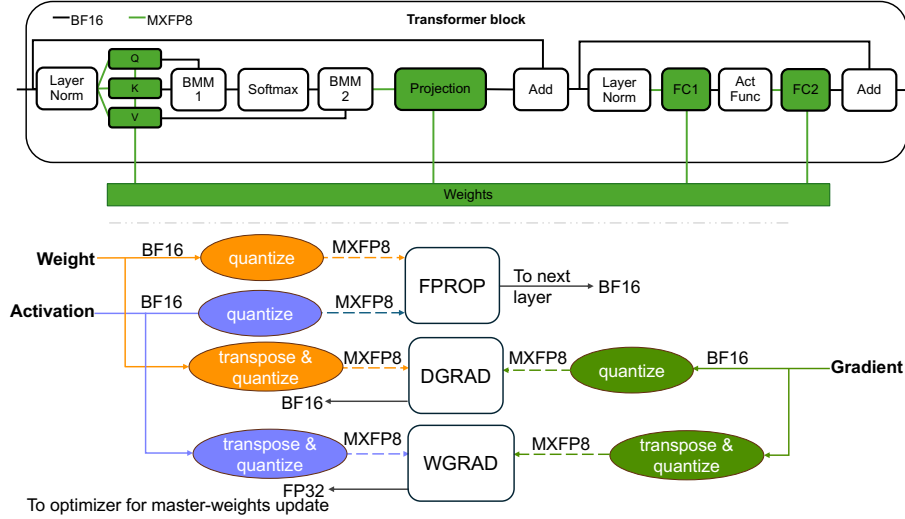 BF16
MXFP8
Transformer block
Layer
Norm
Q
K
V
BMM
1
Softmax
BMM
2
Projection
Add
Layer
Norm
FC1
Act
Func
FC2
Add
Weights
Weight
BF16
quantize
MXFP8
FPROP
To next
layer
BF16
Activation
BF16
quantize
MXFP8
transpose &
quantize
MXFP8
DGRAD
MXFP8
quantize
BF16
Gradient
BF16
transpose &
quantize
MXFP8
WGRAD
MXFP8
transpose &
quantize
FP32
To optimizer for master-weights update